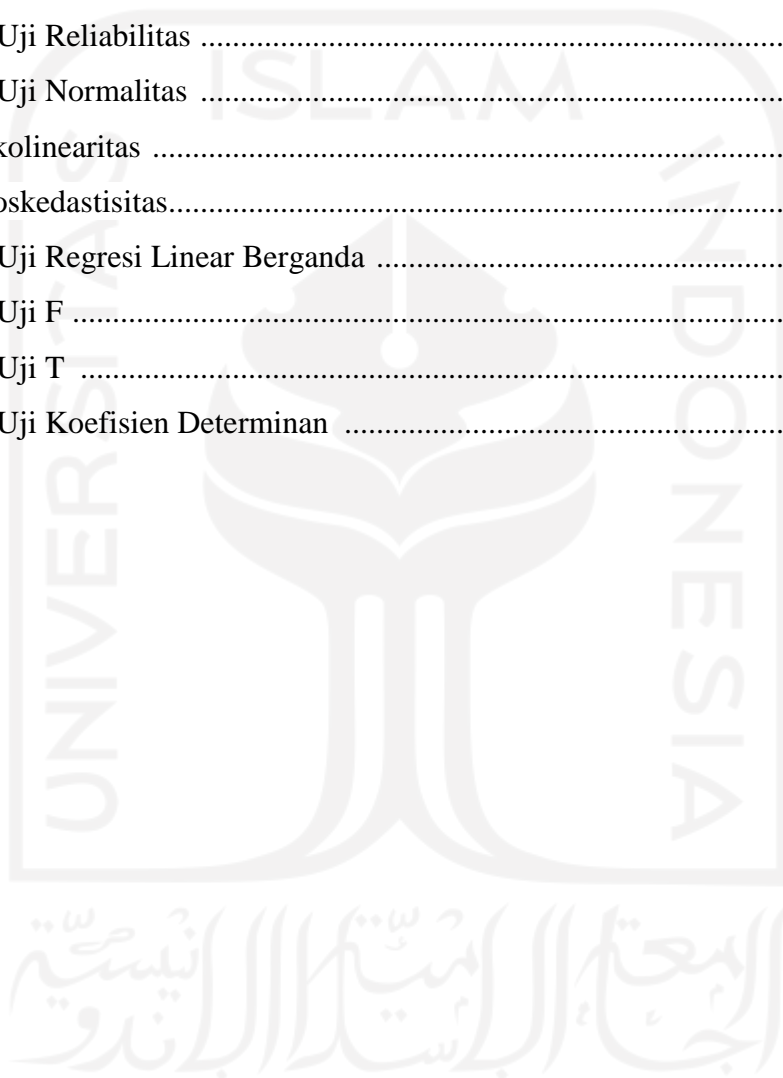 Uji Reliabilitas ........................................................................
Uji Normalitas ........................................................................
kolinearitas ..............................................................................
oskedastisitas............................................................................
Uji Regresi Linear Berganda ..................................................
Uji F ........................................................................................
Uji T .......................................................................................
Uji Koefisien Determinan ......................................................
ISLAM
UNIVERSITAS
INDONESIA